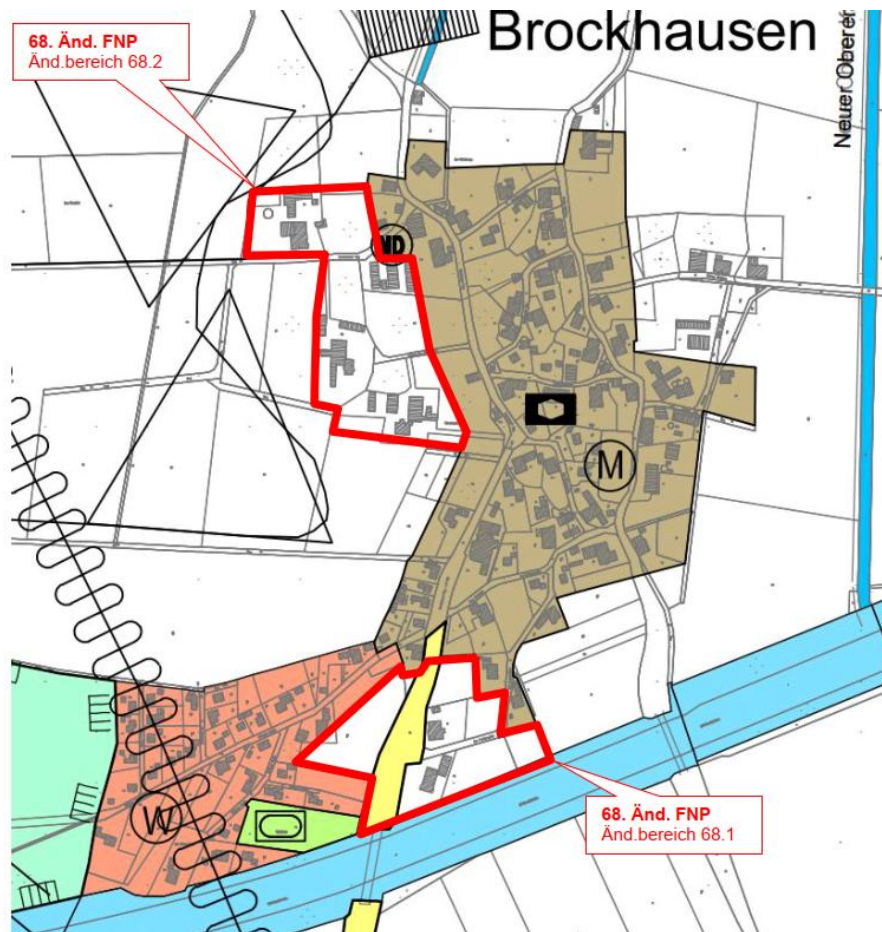 Brockhausen
68. Änd. FNP
Änd.bereich 68.2
ND
M
W
68. Änd. FNP
Änd.bereich 68.1